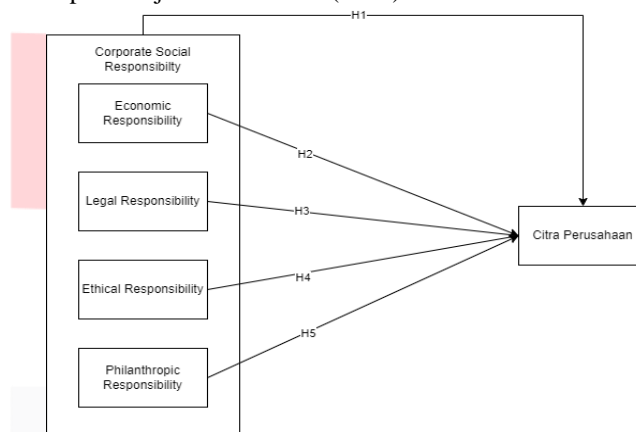 H1
Corporate Social
Responsibilty
Economic
Responsibility
H2
Legal Responsibility
H3
Citra Perusahaan
Ethical Responsibility
H4
H5
Philanthropic
Responsibility